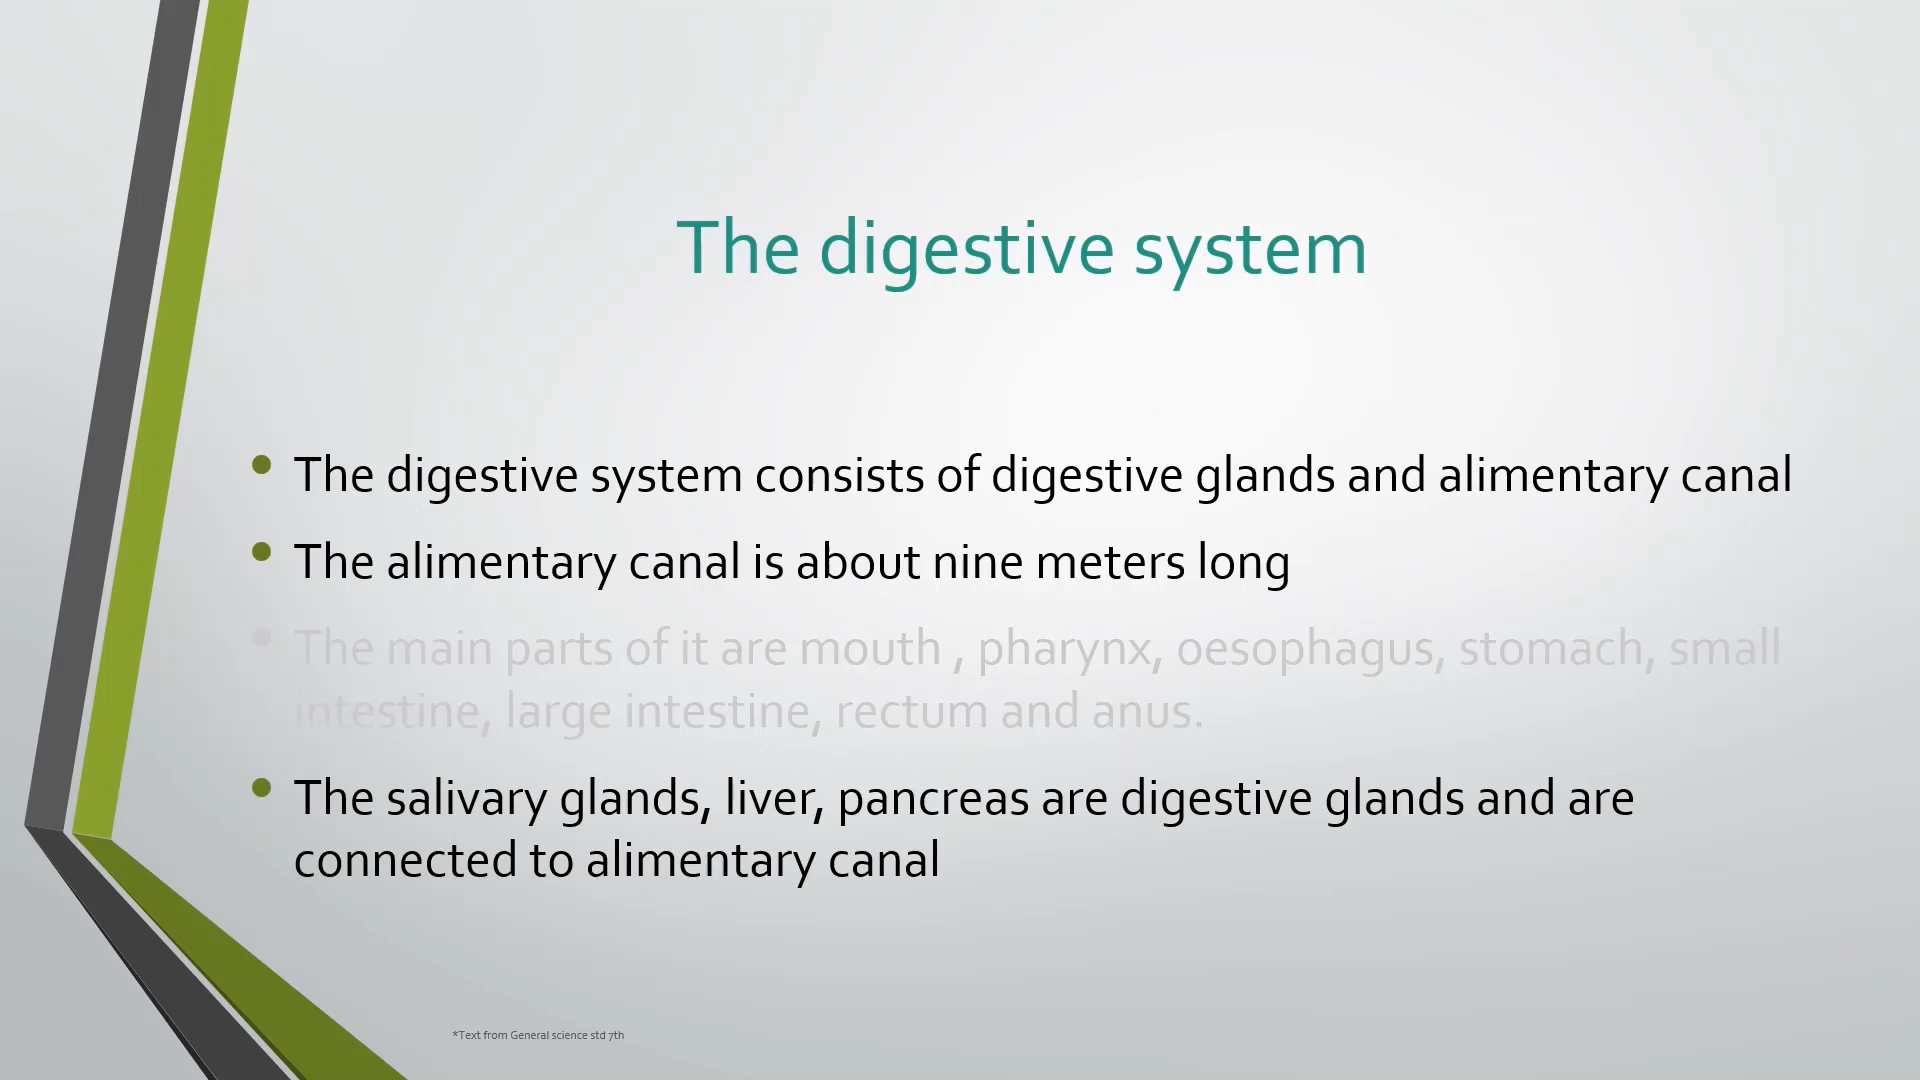 The digestive system
• The digestive system consists of digestive glands and alimentary canal
• The alimentary canal is about nine meters long
• The main parts of it are mouth , pharynx, oesophagus, stomach, small
intestine, large intestine, rectum and anus.
• The salivary glands, liver, pancreas are digestive glands and are
connected to alimentary canal
*Text from General science std 7th